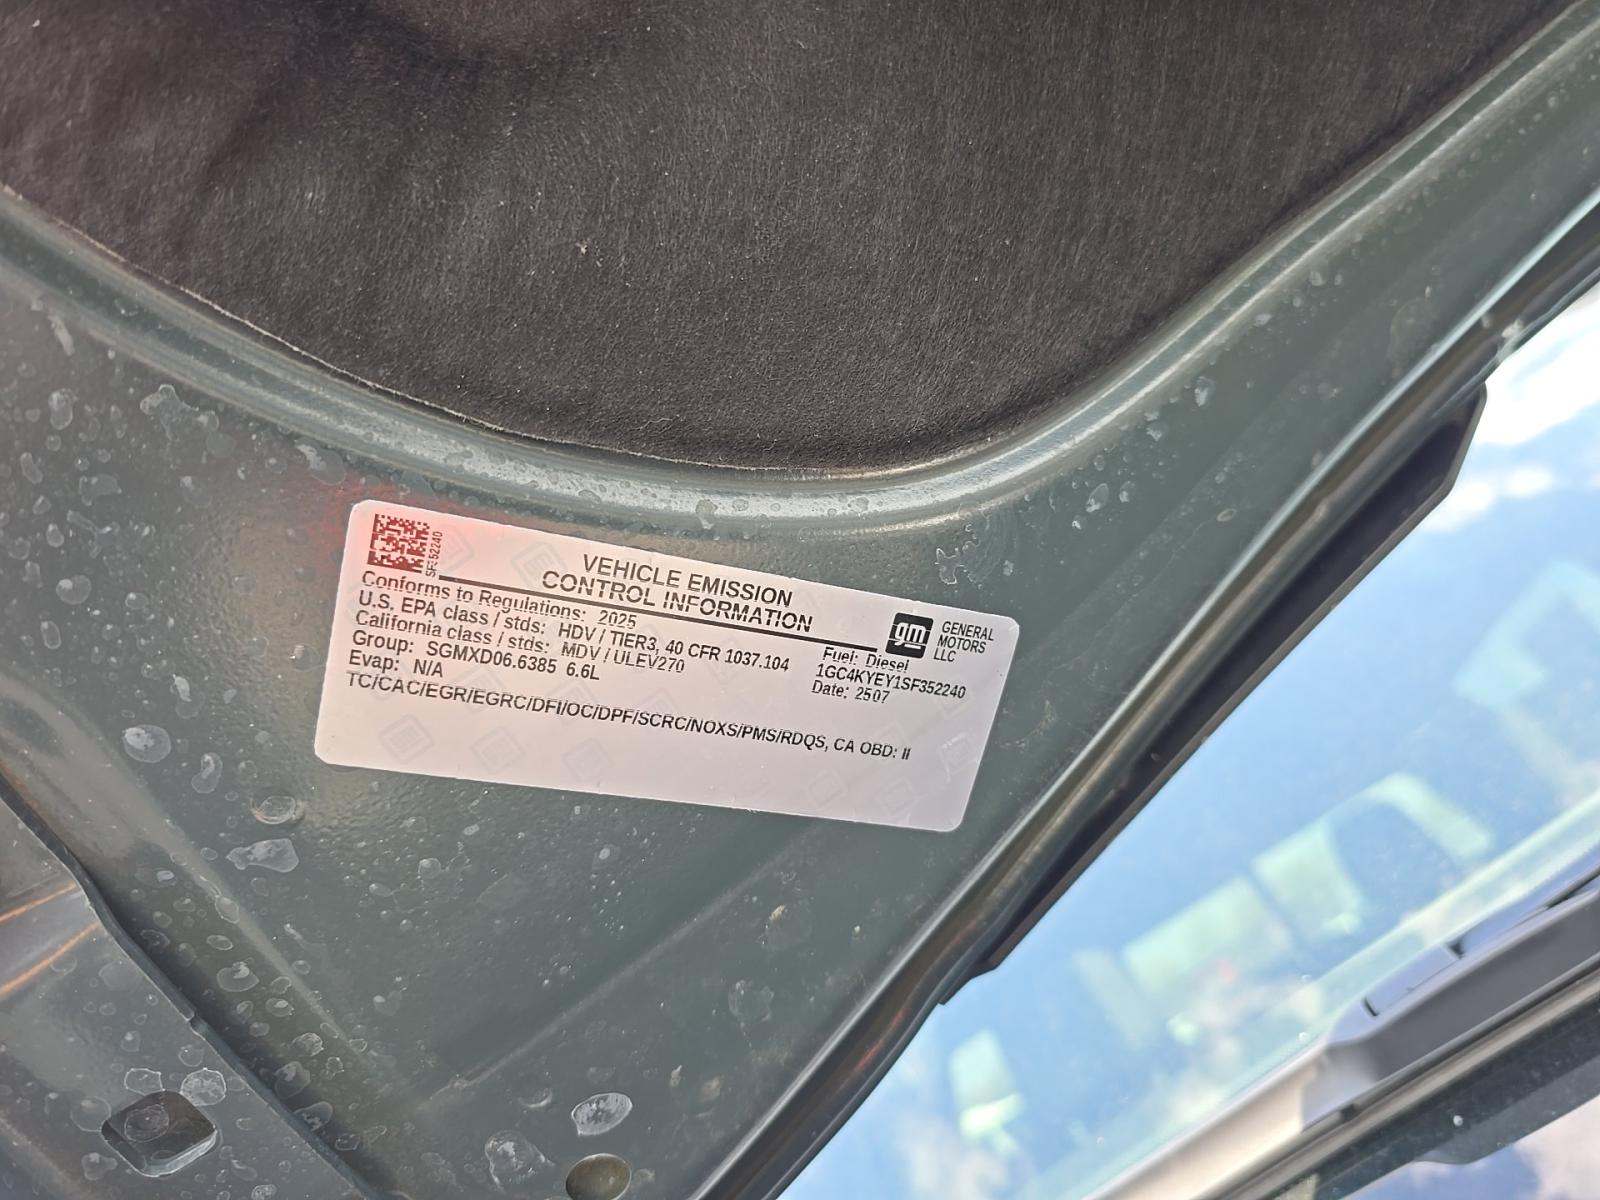 SF352240
VEHICLE EMISSION
CONTROL INFORMATION
gm GENERAL
MOTORS
LLC
Conforms to Regulations: 2025
U.S. EPA class / stds: HDV / TIER3, 40 CFR 1037.104
California class / stds: MDV / ULEV270
Group: SGMXD06.6385 6.6L
Evap: N/A
Fuel: Diesel
1GC4KYEY1SF352240
Date: 2507
TC/CAC/EGR/EGRC/DFI/OC/DPF/SCRC/NOXS/PMS/RDQS, CA OBD: II